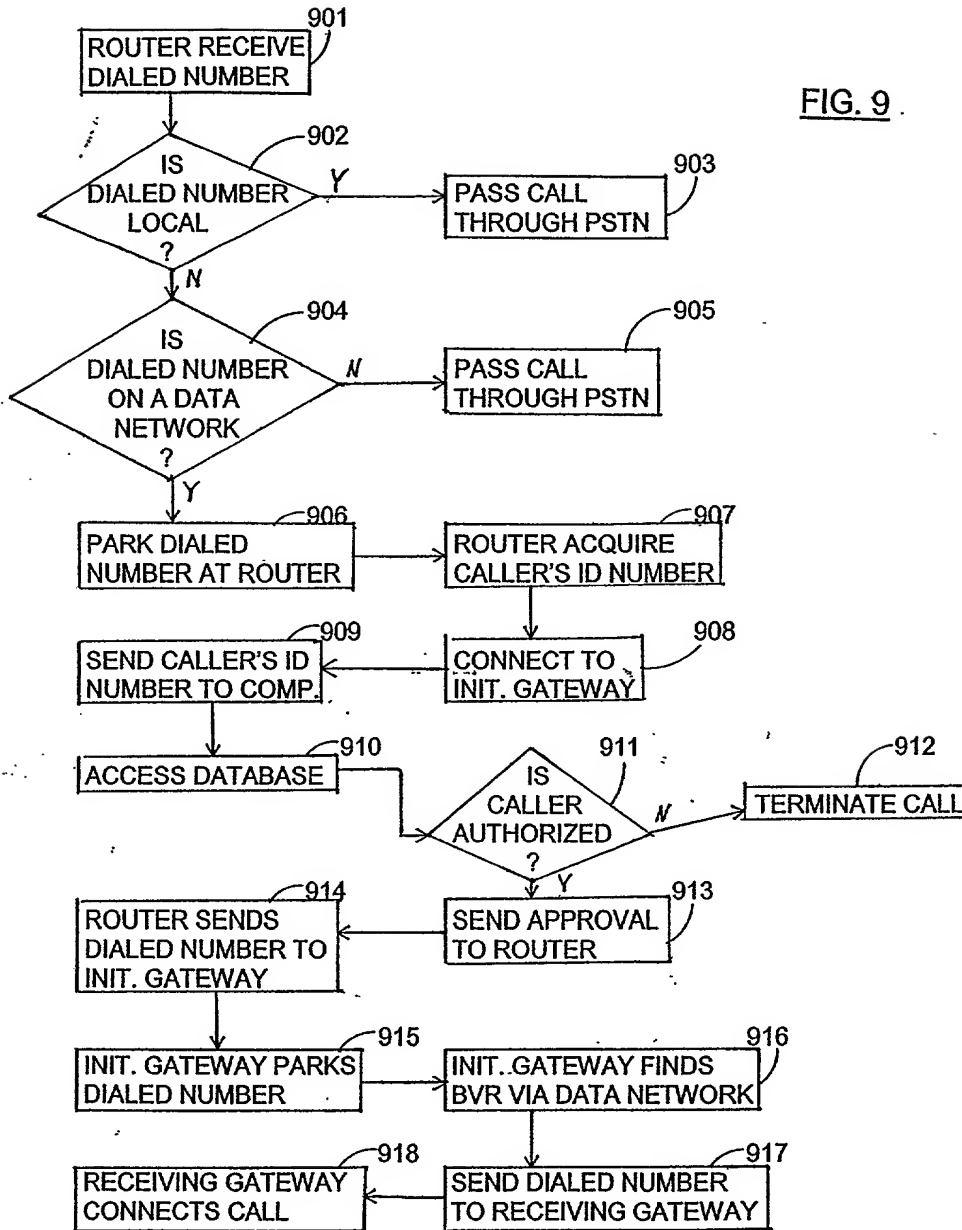 901
ROUTER RECEIVE
DIALED NUMBER
FIG. 9
902
IS
DIALED NUMBER
LOCAL
?
Y
N
903
PASS CALL
THROUGH PSTN
904
IS
DIALED NUMBER
ON A DATA
NETWORK
?
N
Y
905
PASS CALL
THROUGH PSTN
906
PARK DIALED
NUMBER AT ROUTER
907
ROUTER ACQUIRE
CALLER'S ID NUMBER
908
CONNECT TO
INIT. GATEWAY
909
SEND CALLER'S ID
NUMBER TO COMP.
910
ACCESS DATABASE
911
IS
CALLER
AUTHORIZED
?
N
Y
912
TERMINATE CALL
913
SEND APPROVAL
TO ROUTER
914
ROUTER SENDS
DIALED NUMBER TO
INIT. GATEWAY
915
INIT. GATEWAY PARKS
DIALED NUMBER
916
INIT. GATEWAY FINDS
BVR VIA DATA NETWORK
917
SEND DIALED NUMBER
TO RECEIVING GATEWAY
918
RECEIVING GATEWAY
CONNECTS CALL